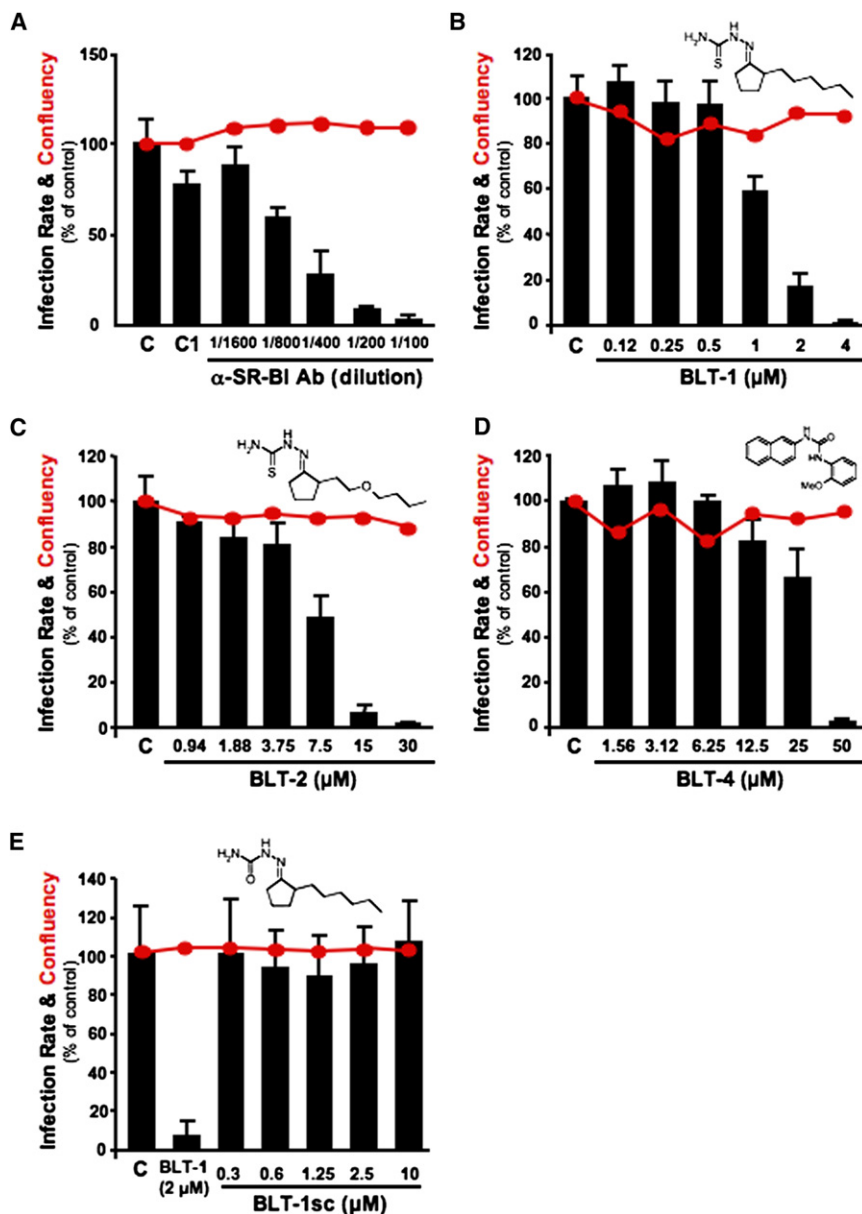 A
Infection Rate & Confluency
(% of control)
150
100
50
0
C C1 1/1600 1/800 1/400 1/200 1/100
α-SR-BI Ab (dilution)
B
H₂N
H
N
N
S
Infection Rate & Confluency
(% of control)
120
100
80
60
40
20
0
C 0.12 0.25 0.5 1 2 4
BLT-1 (µM)
C
H₂N
H
N
N
S
O
Infection Rate & Confluency
(% of control)
120
100
80
60
40
20
0
C 0.94 1.88 3.75 7.5 15 30
BLT-2 (µM)
D
H
N
O
HN
MeO
Infection Rate & Confluency
(% of control)
120
100
80
60
40
20
0
C 1.56 3.12 6.25 12.5 25 50
BLT-4 (µM)
E
H₂N
H
N
N
O
Infection Rate & Confluency
(% of control)
140
120
100
80
60
40
20
0
C BLT-1 0.3 0.6 1.25 2.5 10
(2 µM)
BLT-1sc (µM)